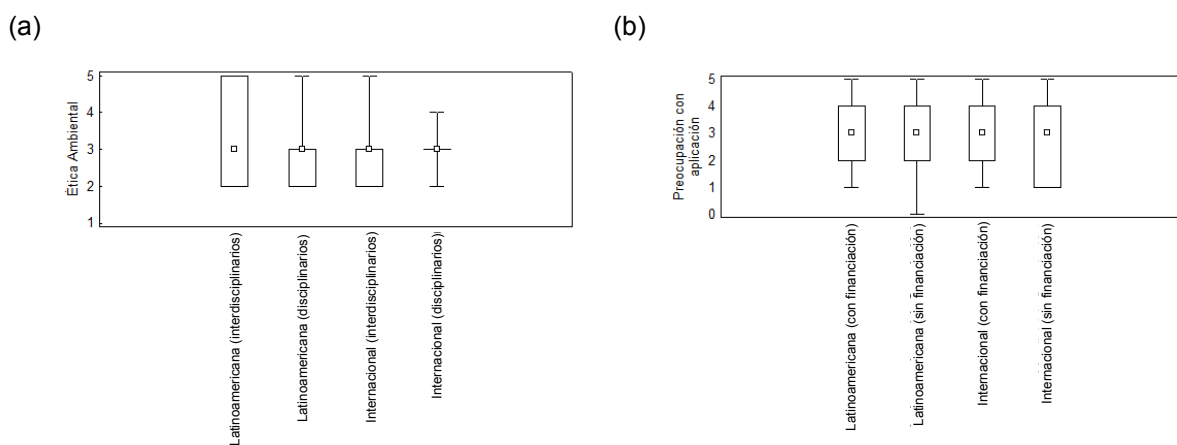 (a)
(b)
5
4
3
2
1
Ética Ambiental
Latinoamericana (interdisciplinarios)
Latinoamericana (disciplinarios)
Internacional (interdisciplinarios)
Internacional (disciplinarios)
5
4
3
2
1
0
Preocupación con
aplicación
Latinoamericana (con financiación)
Latinoamericana (sin financiación)
Internacional (con financiación)
Internacional (sin financiación)